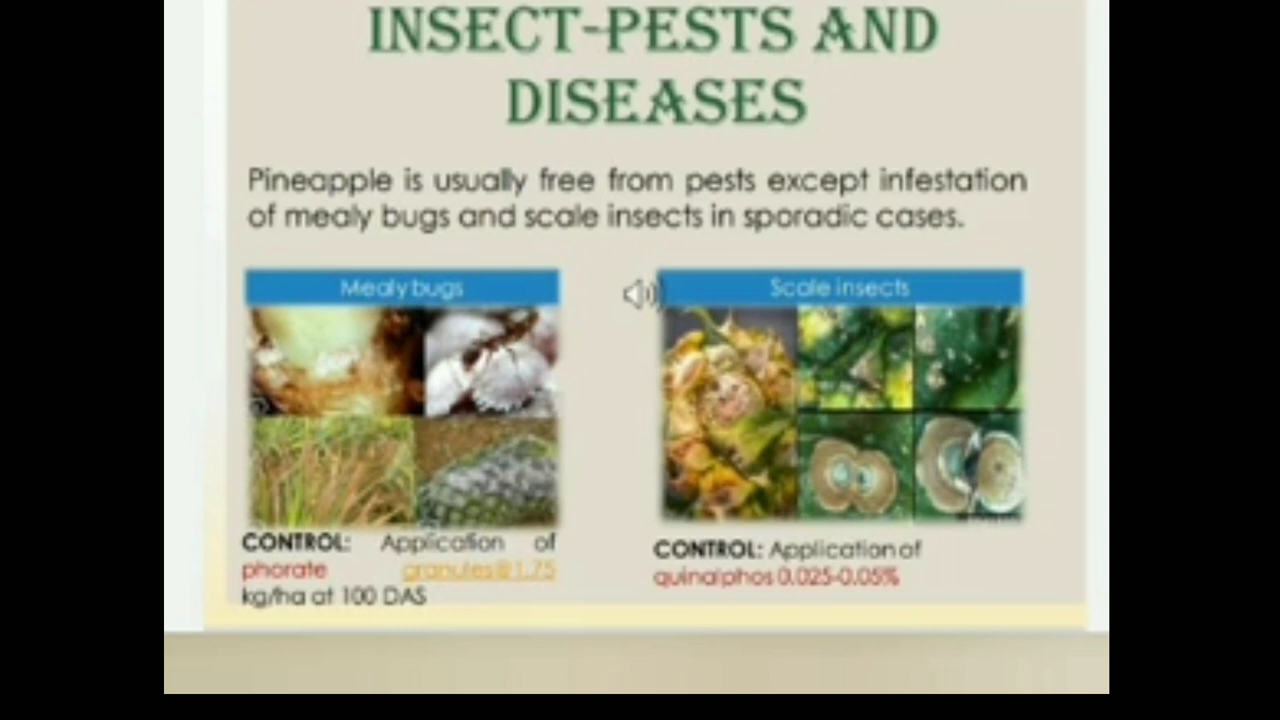 INSECT-PESTS AND
DISEASES
Pineapple is usually free from pests except infestation
of mealy bugs and scale insects in sporadic cases.
Mealy bugs
CONTROL: Application of
phorate granules@1.75
kg/ha at 100 DAS
Scale insects
CONTROL: Application of
quinalphos 0.025-0.05%